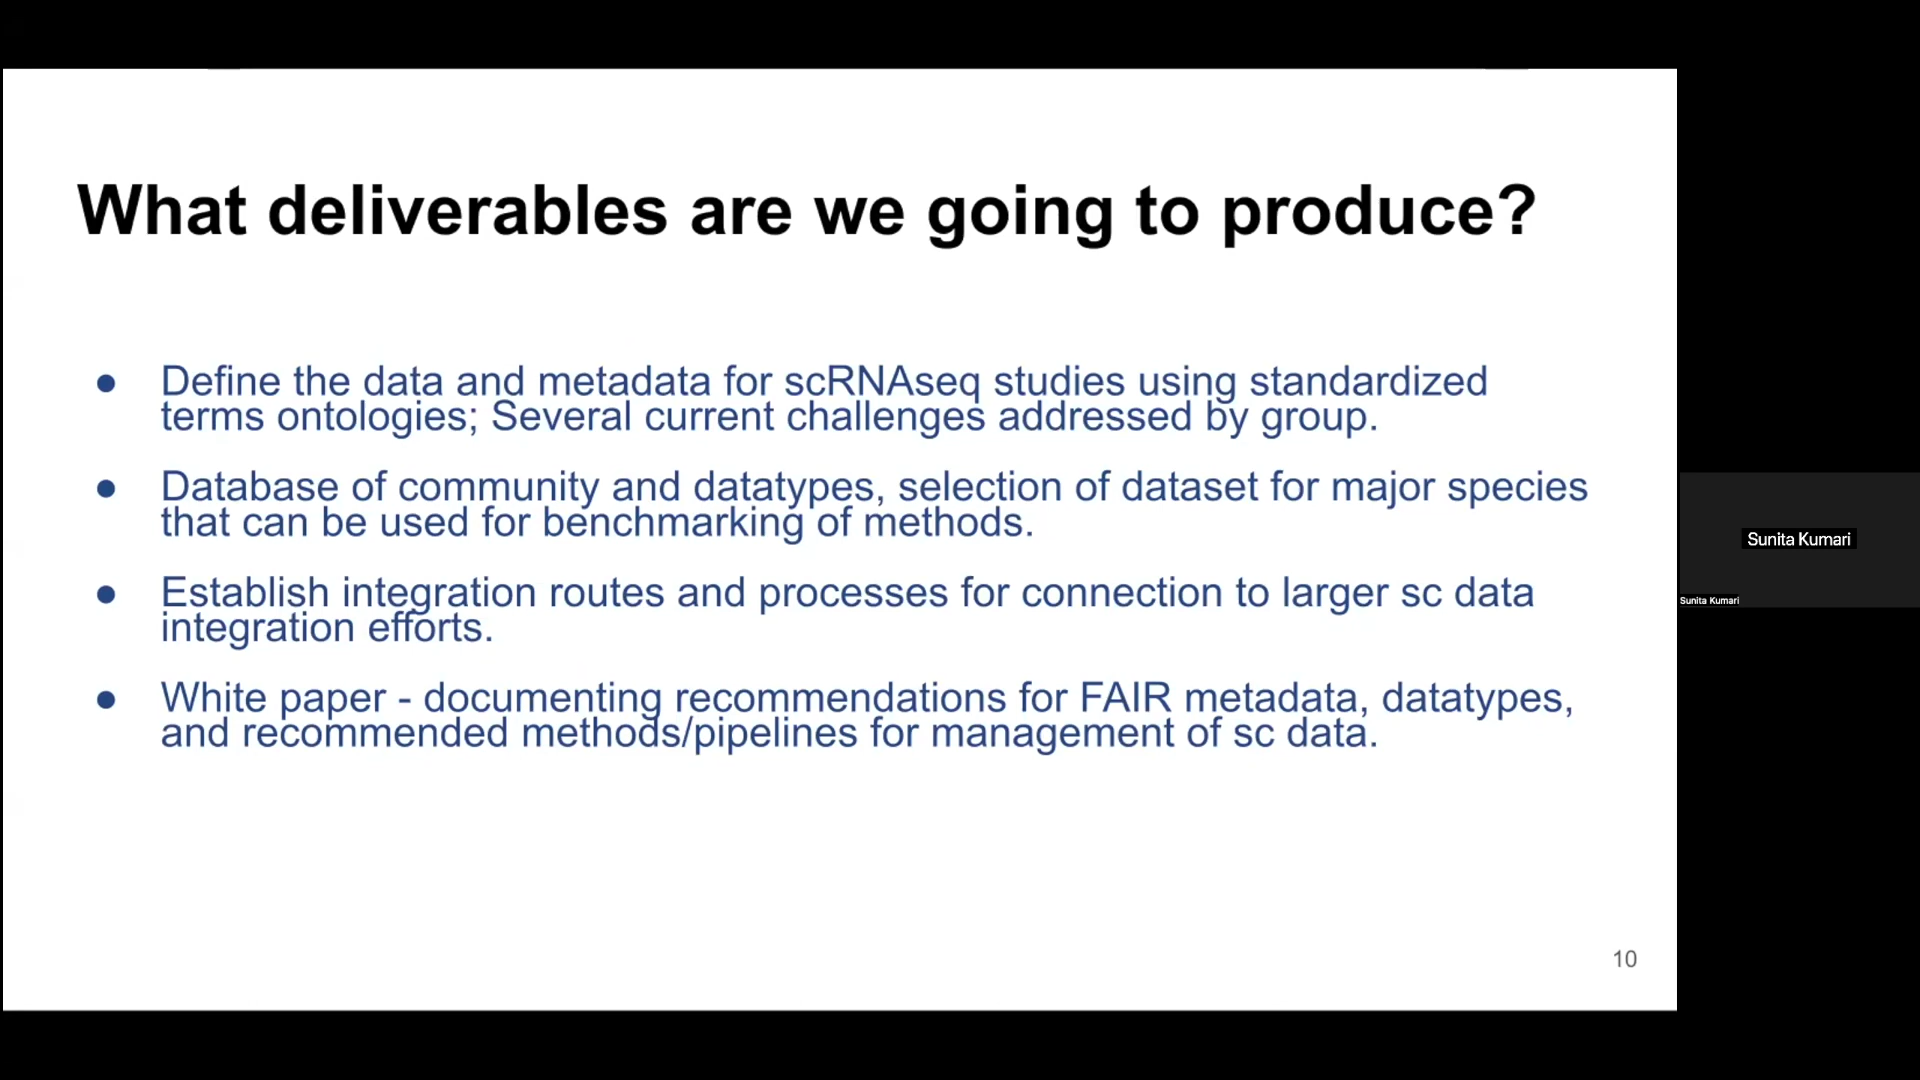 What deliverables are we going to produce?
● Define the data and metadata for scRNAseq studies using standardized
terms ontologies; Several current challenges addressed by group.
● Database of community and datatypes, selection of dataset for major species
that can be used for benchmarking of methods.
● Establish integration routes and processes for connection to larger sc data
integration efforts.
● White paper - documenting recommendations for FAIR metadata, datatypes,
and recommended methods/pipelines for management of sc data.
10
Sunita Kumari
Sunita Kumari